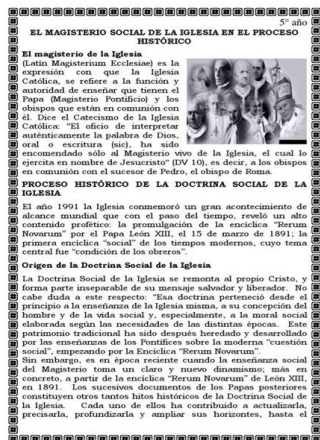 5° año
EL MAGISTERIO SOCIAL DE LA IGLESIA EN EL PROCESO
HISTÓRICO
El magisterio de la Iglesia
(Latin Magisterium Ecclesiae) es la
expresión con que la Iglesia
Católica, se refiere a la función y
autoridad de enseñar que tienen el
Papa (Magisterio Pontificio) y los
obispos que están en comunión con
él. Dice el Catecismo de la Iglesia
Católica: "El oficio de interpretar
auténticamente la palabra de Dios,
oral o escritura (sic), ha sido
encomendado sólo al Magisterio vivo de la Iglesia, el cual lo
ejercita en nombre de Jesucristo" (DV 10), es decir, a los obispos
en comunión con el sucesor de Pedro, el obispo de Roma.
PROCESO HISTÓRICO DE LA DOCTRINA SOCIAL DE LA
IGLESIA
El año 1991 la Iglesia conmemoró un gran acontecimiento de
alcance mundial que con el paso del tiempo, reveló un alto
contenido profético: la promulgación de la encíclica "Rerum
Novarum" por el Papa León XIII, el 15 de marzo de 1891; la
primera encíclica "social" de los tiempos modernos, cuyo tema
central fue "condición de los obreros".
Origen de la Doctrina Social de la Iglesia
La Doctrina Social de la Iglesia se remonta al propio Cristo, y
forma parte inseparable de su mensaje salvador y liberador. No
cabe duda a este respecto: "Esa doctrina perteneció desde el
principio a la enseñanza de la Iglesia misma, a su concepción del
hombre y de la vida social y, especialmente, a la moral social
elaborada según las necesidades de las distintas épocas. Este
patrimonio tradicional ha sido después heredado y desarrollado
por las enseñanzas de los Pontífices sobre la moderna "cuestión
social", empezando por la Encíclica "Rerum Novarum".
Sin embargo, es en época reciente cuando la enseñanza social
del Magisterio toma un claro y nuevo dinamismo; más en
concreto, a partir de la encíclica "Rerum Novarum" de León XIII,
en 1891. Los sucesivos documentos de los Papas posteriores
constituyen otros tantos hitos históricos de la Doctrina Social de
la Iglesia. Cada uno de ellos ha contribuido a actualizarla,
precisarla, profundizarla y ampliar sus horizontes, hasta el